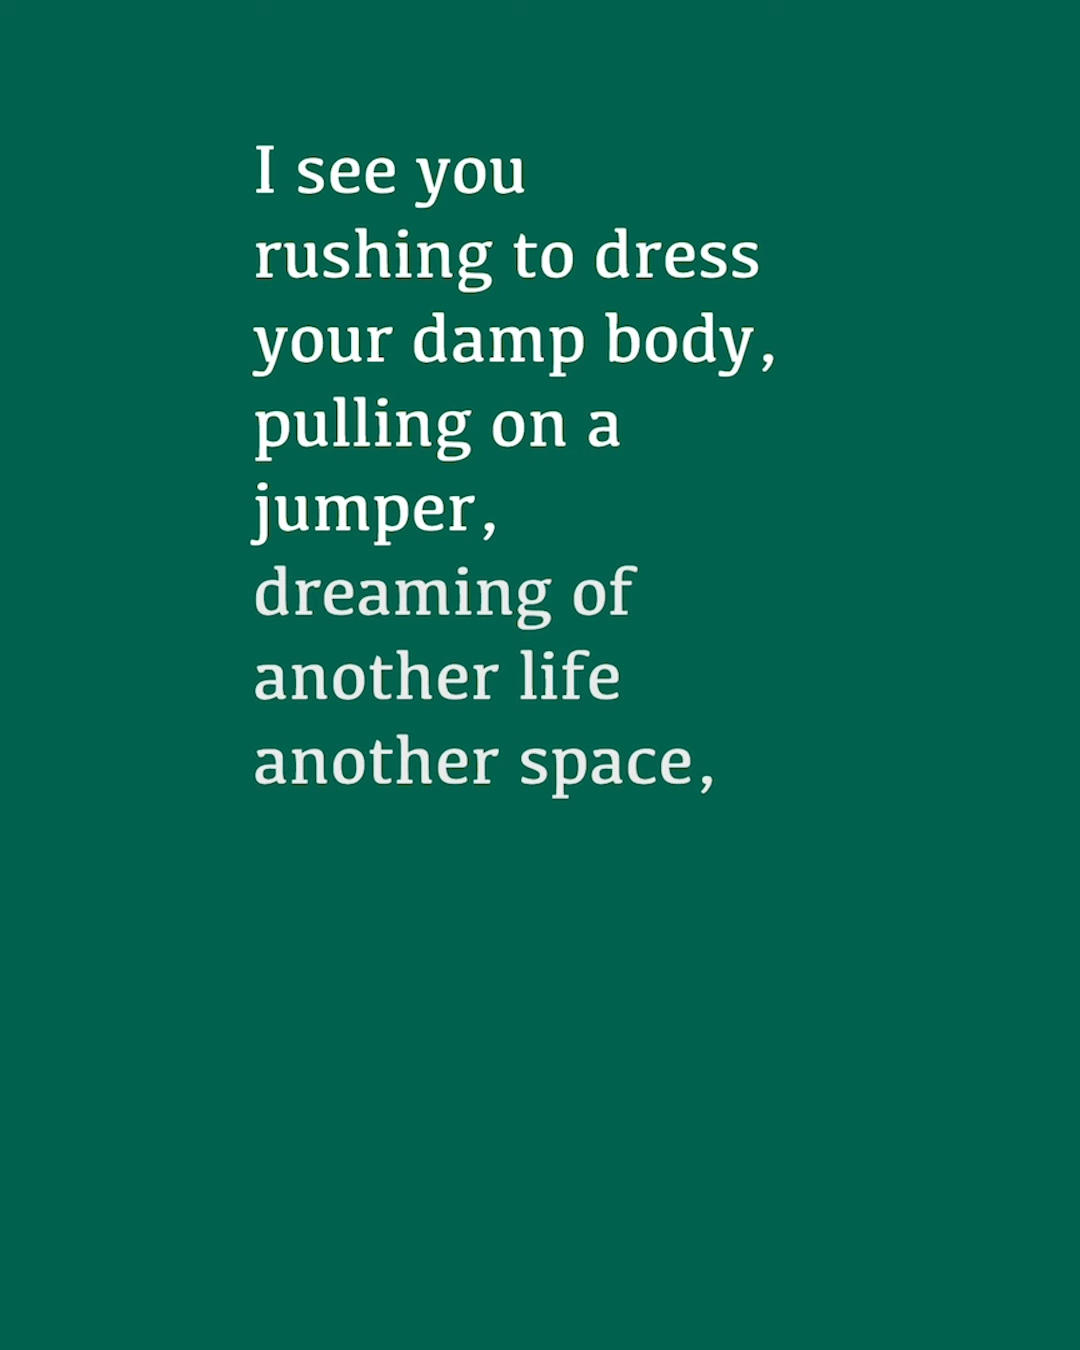 I see you
rushing to dress
your damp body,
pulling on a
jumper,
dreaming of
another life
another space,